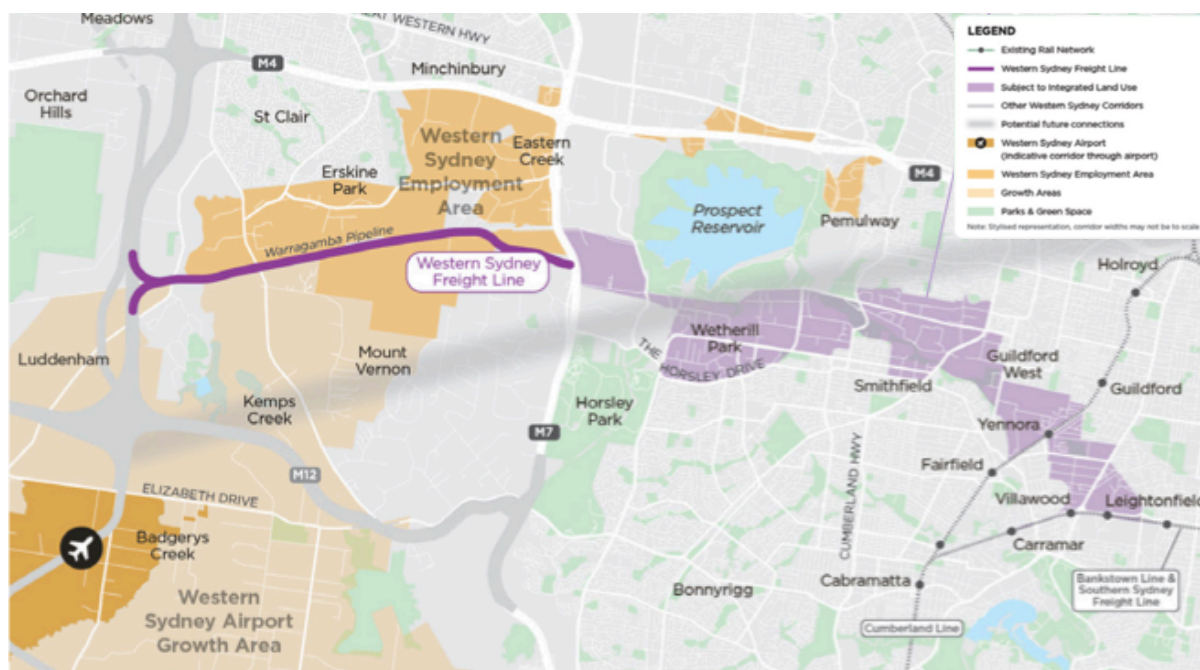 Meadows
AT WESTERN HWY
M4
Minchinbury
Orchard
Hills
St Clair
Western
Sydney
Employment
Area
Eastern
Creek
Erskine
Park
M4
Prospect
Reservoir
Pemulway
Warragamba Pipeline
Western Sydney
Freight Line
Holroyd
Luddenham
Mount
Vernon
Wetherill
Park
THE
HORSLEY DRIVE
Guildford
West
Smithfield
Guildford
Kemps
Creek
Horsley
Park
Yennora
M7
CUMBERLAND HWY
Fairfield
M12
ELIZABETH DRIVE
Villawood
Leightonfield
Badgerys
Creek
Carramar
Cabramatta
Bonnyrigg
Bankstown Line &
Southern Sydney
Freight Line
Western
Sydney Airport
Growth Area
Cumberland Line
LEGEND
Existing Rail Network
Western Sydney Freight Line
Subject to Integrated Land Use
Other Western Sydney Corridors
Potential future connections
Western Sydney Airport
(Indicative corridor through airport)
Western Sydney Employment Area
Growth Areas
Parks & Green Space
Note: Stylised representation, corridor widths may not be to scale